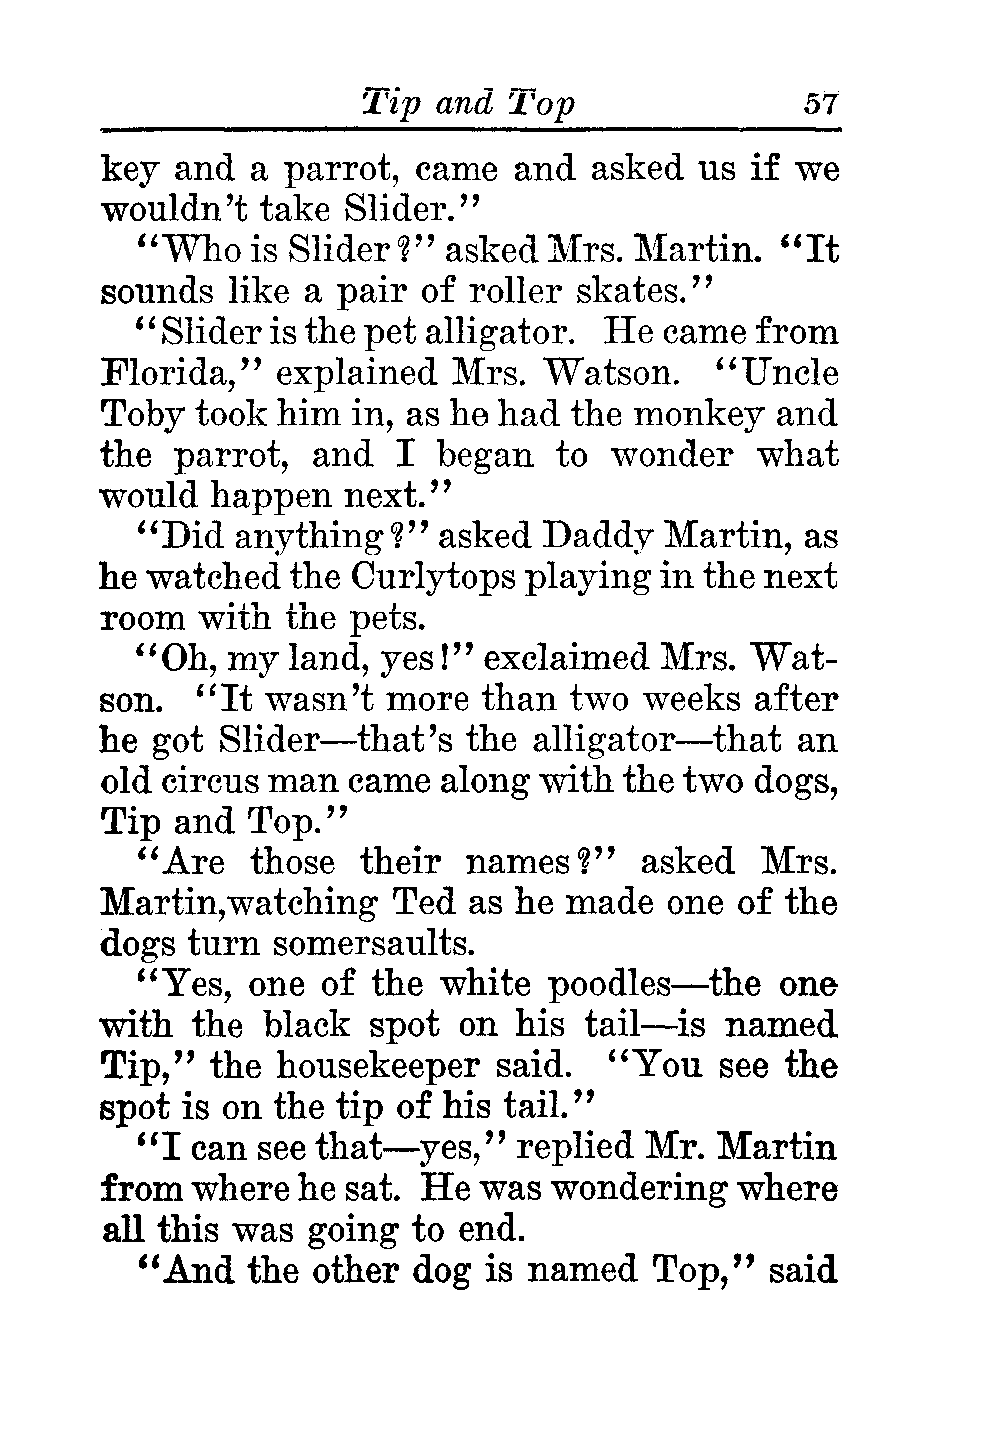 Tip and Top 57
key and a parrot, came and asked us if we
wouldn't take Slider."
"Who is Slider?" asked Mrs. Martin. "It
sounds like a pair of roller skates."
"Slider is the pet alligator. He came from
Florida," explained Mrs. Watson. "Uncle
Toby took him in, as he had the monkey and
the parrot, and I began to wonder what
would happen next."
"Did anything?" asked Daddy Martin, as
he watched the Curlytops playing in the next
room with the pets.
"Oh, my land, yes!" exclaimed Mrs. Wat-
son. "It wasn't more than two weeks after
he got Slider—that's the alligator—that an
old circus man came along with the two dogs,
Tip and Top."
"Are those their names?" asked Mrs.
Martin,watching Ted as he made one of the
dogs turn somersaults.
"Yes, one of the white poodles—the one
with the black spot on his tail—is named
Tip," the housekeeper said. "You see the
spot is on the tip of his tail."
"I can see that—yes," replied Mr. Martin
from where he sat. He was wondering where
all this was going to end.
"And the other dog is named Top," said